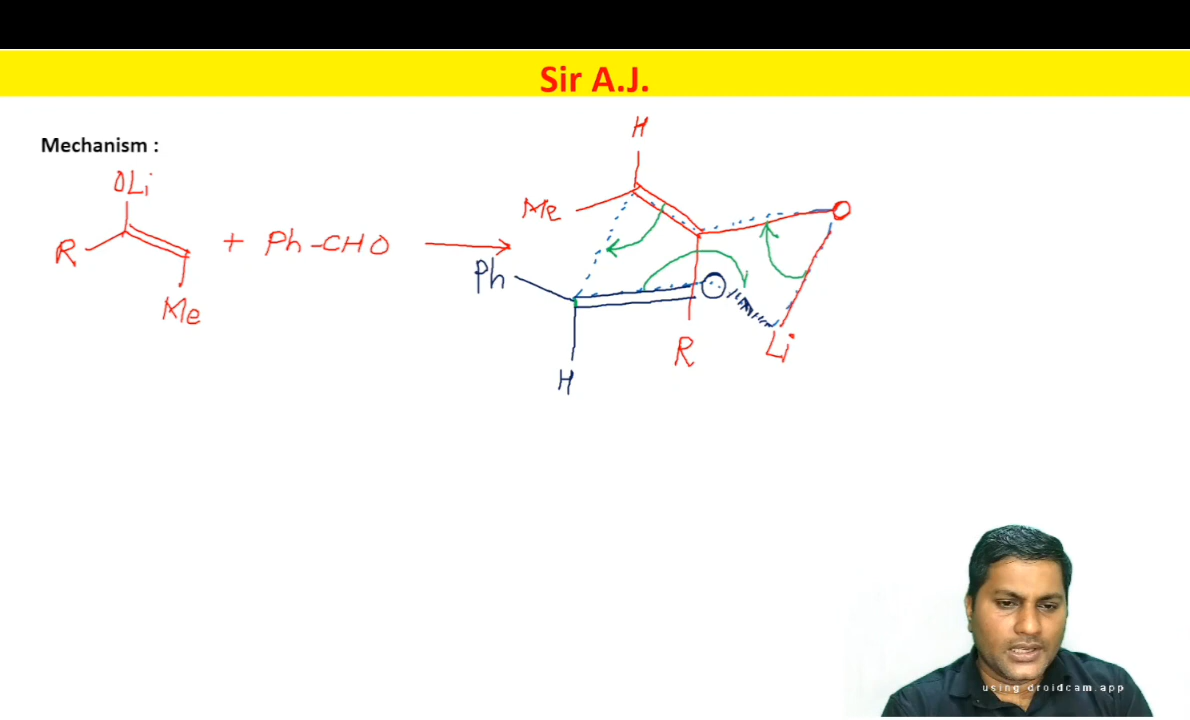 Sir A.J.
Mechanism :
OLi
R
Me
+ Ph-CHO
H
Me
O
Ph
O
R
Li
H
using droidcam.app